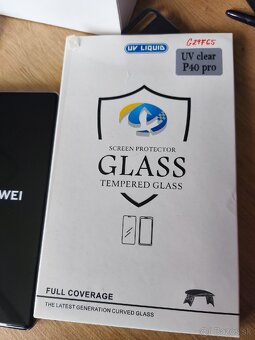 UV LIQUID
G29F65
UV clear
P40 pro
SCREEN PROTECTOR
GLASS
TEMPERED GLASS
WEI
FULL COVERAGE
THE LATEST GENERATION CURVED GLASS